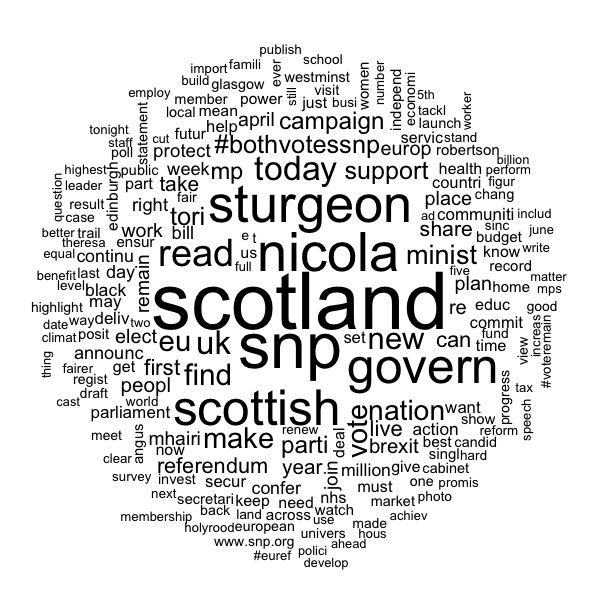 publish
import famili ever school
build glasgow still westminst women number
employ member power visit independ economi 5th
local mean just busi tackl worker
tonight statement cut futur help april campaign launch
staff poll protect #bothvotessnp europ servic stand
highest public week mp today support health robertson billion
question leader edinburgh part take fair countri figur perform
result right tori sturgeon place chang
case ad communiti includ
better trail work bill e t share sinc june
theresa ensur read us nicola minist budget know write
equal continu remain full record
benefit last day five plan home matter
level black scotland re educ mps
highlight may set commit good
date way deliv two eu uk snp new can fund increas
climat posit elect time view #voteremain
thing announc get first find govern
fairer peopl progress tax
regist draft world
cast parliament scottish vote nation want show speech
meet angus mhairi make renew deal live action reform
now parti brexit best candid
clear referendum year join million give singl hard
survey invest secur cabinet
next secretari confer nhs must one promis
back keep need watch market photo
membership land across use made achiev
holyrood european univers hous
www.snp.org ahead
#euref polici
develop